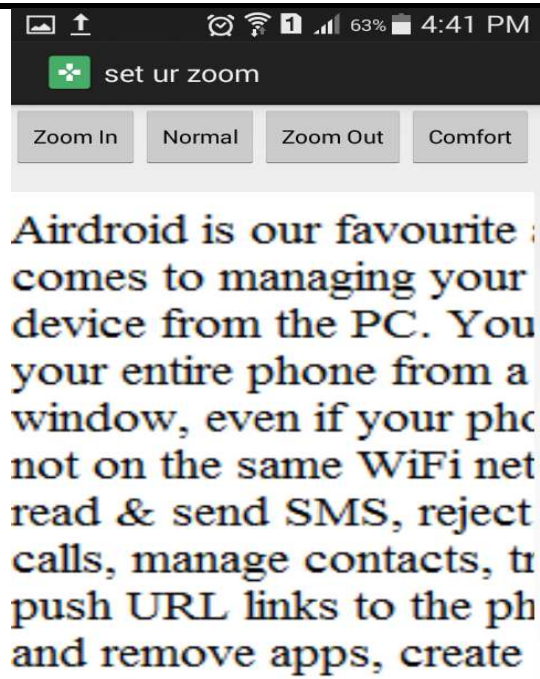 1 63% 4:41 PM
set ur zoom
Zoom In Normal Zoom Out Comfort
Airdroid is our favourite
comes to managing your
device from the PC. You
your entire phone from a
window, even if your pho
not on the same WiFi net
read & send SMS, reject
calls, manage contacts, tr
push URL links to the ph
and remove apps, create